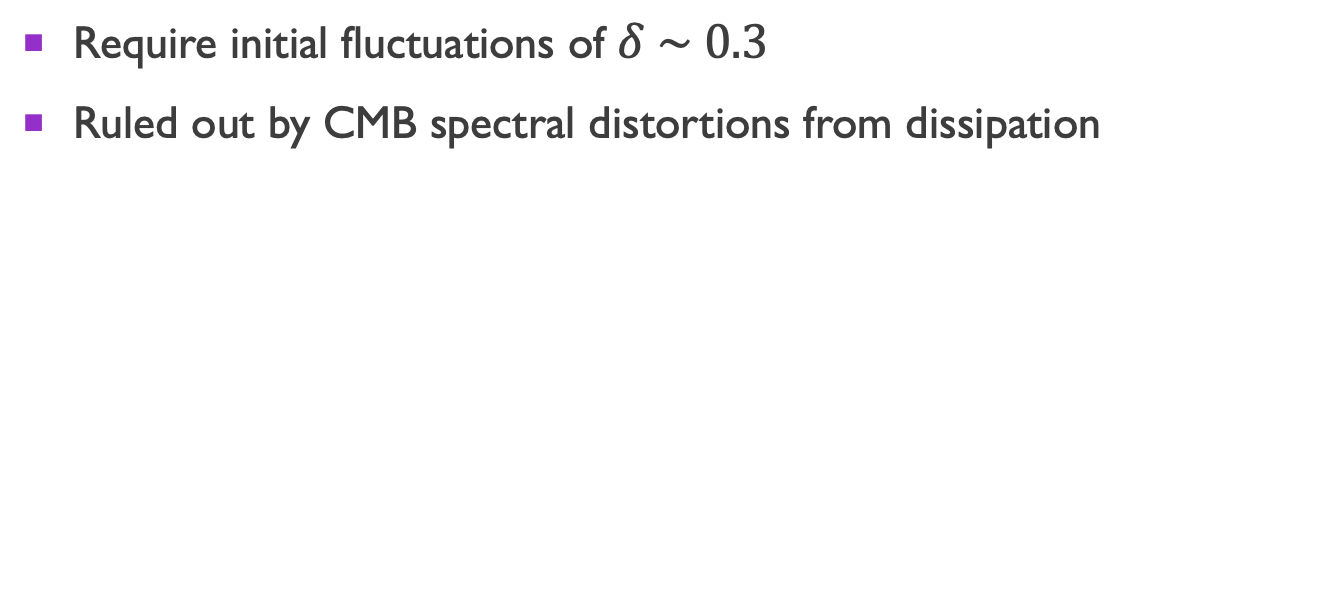 ▪ Require initial fluctuations of δ ~ 0.3
▪ Ruled out by CMB spectral distortions from dissipation